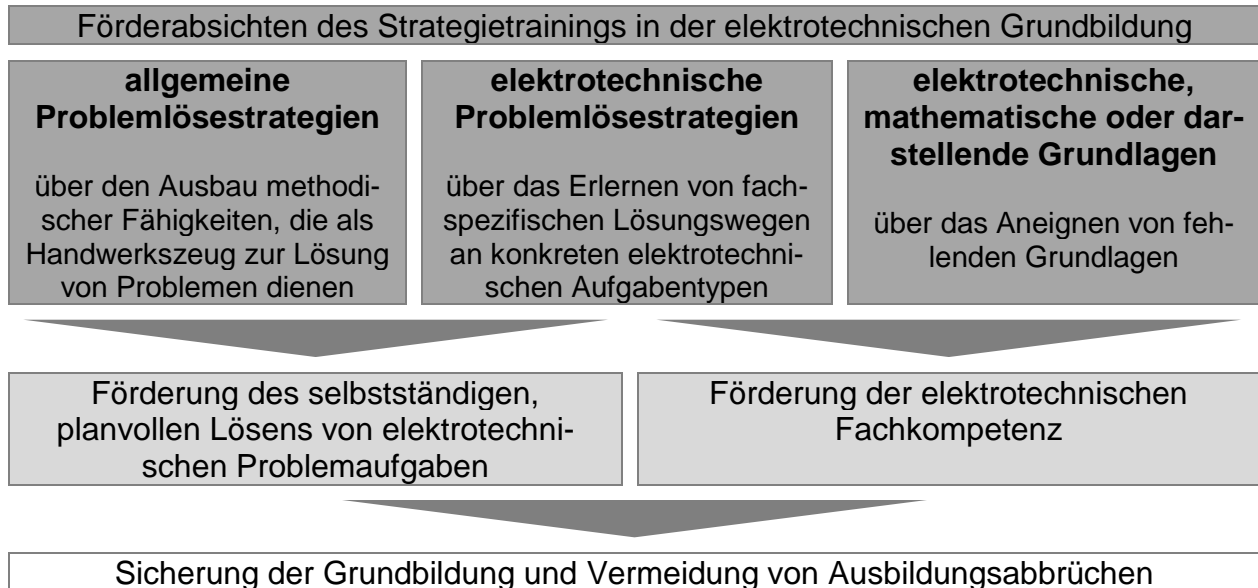 Förderabsichten des Strategietrainings in der elektrotechnischen Grundbildung
allgemeine
Problemlösestrategien
über den Ausbau methodi-
scher Fähigkeiten, die als
Handwerkszeug zur Lösung
von Problemen dienen
elektrotechnische
Problemlösestrategien
über das Erlernen von fach-
spezifischen Lösungswegen
an konkreten elektrotechni-
schen Aufgabentypen
elektrotechnische,
mathematische oder dar-
stellende Grundlagen
über das Aneignen von feh-
lenden Grundlagen
Förderung des selbstständigen,
planvollen Lösens von elektrotechni-
schen Problemaufgaben
Förderung der elektrotechnischen
Fachkompetenz
Sicherung der Grundbildung und Vermeidung von Ausbildungsabbrüchen